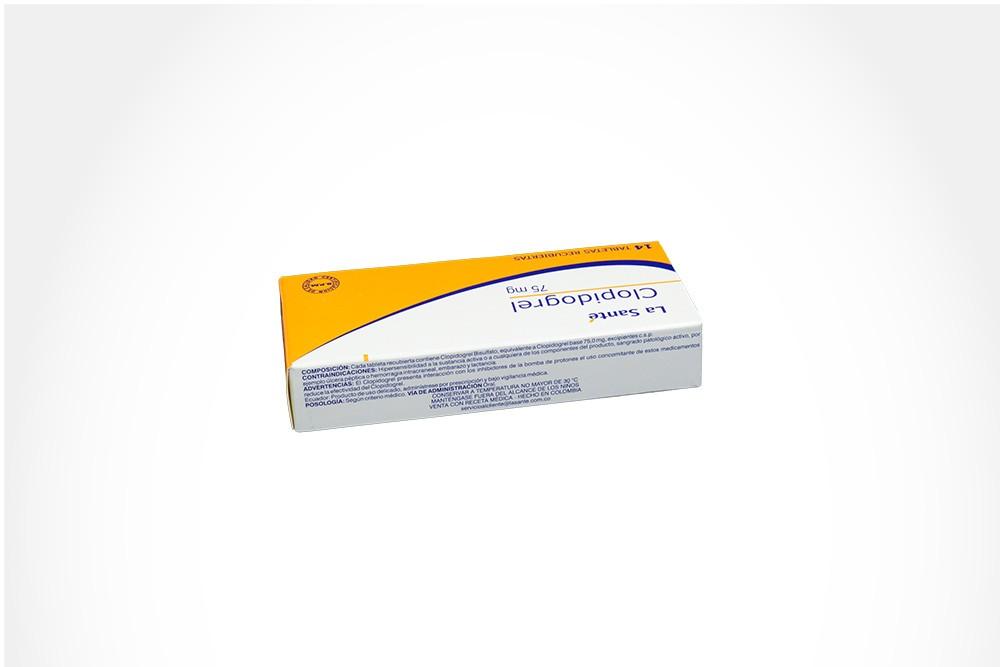 14 TABLETAS RECUBIERTAS
La Santé
Clopidogrel
75 mg
B.P.M
COMPOSICIÓN: Cada tableta recubierta contiene Clopidogrel Bisulfato, equivalente a Clopidogrel base 75,0 mg, excipientes c.s.p.
CONTRAINDICACIONES: Hipersensibilidad a la sustancia activa o a cualquiera de los componentes del producto, sangrado patológico activo, por
ejemplo úlcera péptica o hemorragia intracraneal, embarazo y lactancia.
ADVERTENCIAS: El Clopidogrel presenta interacción con los inhibidores de la bomba de protones el uso concomitante de estos medicamentos
reduce la efectividad del Clopidogrel.
Ecuador: Producto de uso delicado, adminístrese por prescripción y bajo vigilancia médica.
POSOLOGÍA: Según criterio médico. VÍA DE ADMINISTRACIÓN Oral.
CONSERVAR A TEMPERATURA NO MAYOR DE 30 °C
MANTÉNGASE FUERA DEL ALCANCE DE LOS NIÑOS
VENTA CON RECETA MÉDICA - HECHO EN COLOMBIA
servicioalcliente@lasante.com.co